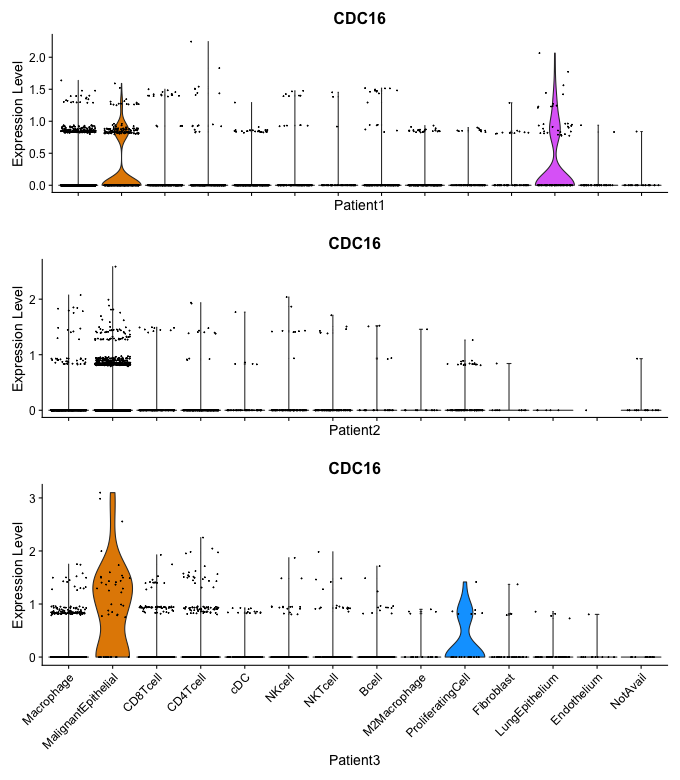 CDC16
Expression Level
2.0
1.5
1.0
0.5
0.0
Patient1
CDC16
Expression Level
2
1
0
Patient2
CDC16
Expression Level
3
2
1
0
Macrophage
MalignantEpithelial
CD8Tcell
CD4Tcell
cDC
NKcell
NKTcell
Bcell
M2Macrophage
ProliferatingCell
Fibroblast
LungEpithelium
Endothelium
NotAvail
Patient3